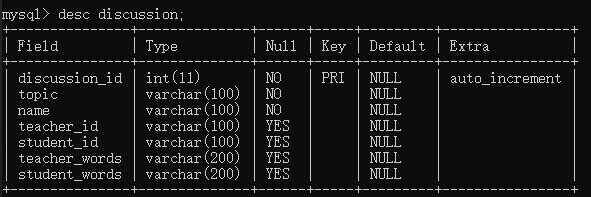 mysql> desc discussion;
+---------------+--------------+------+-----+---------+----------------+
| Field         | Type         | Null | Key | Default | Extra          |
+---------------+--------------+------+-----+---------+----------------+
| discussion_id | int(11)      | NO   | PRI | NULL    | auto_increment |
| topic         | varchar(100) | NO   |     | NULL    |                |
| name          | varchar(100) | NO   |     | NULL    |                |
| teacher_id    | varchar(100) | YES  |     | NULL    |                |
| student_id    | varchar(100) | YES  |     | NULL    |                |
| teacher_words | varchar(200) | YES  |     | NULL    |                |
| student_words | varchar(200) | YES  |     | NULL    |                |
+---------------+--------------+------+-----+---------+----------------+